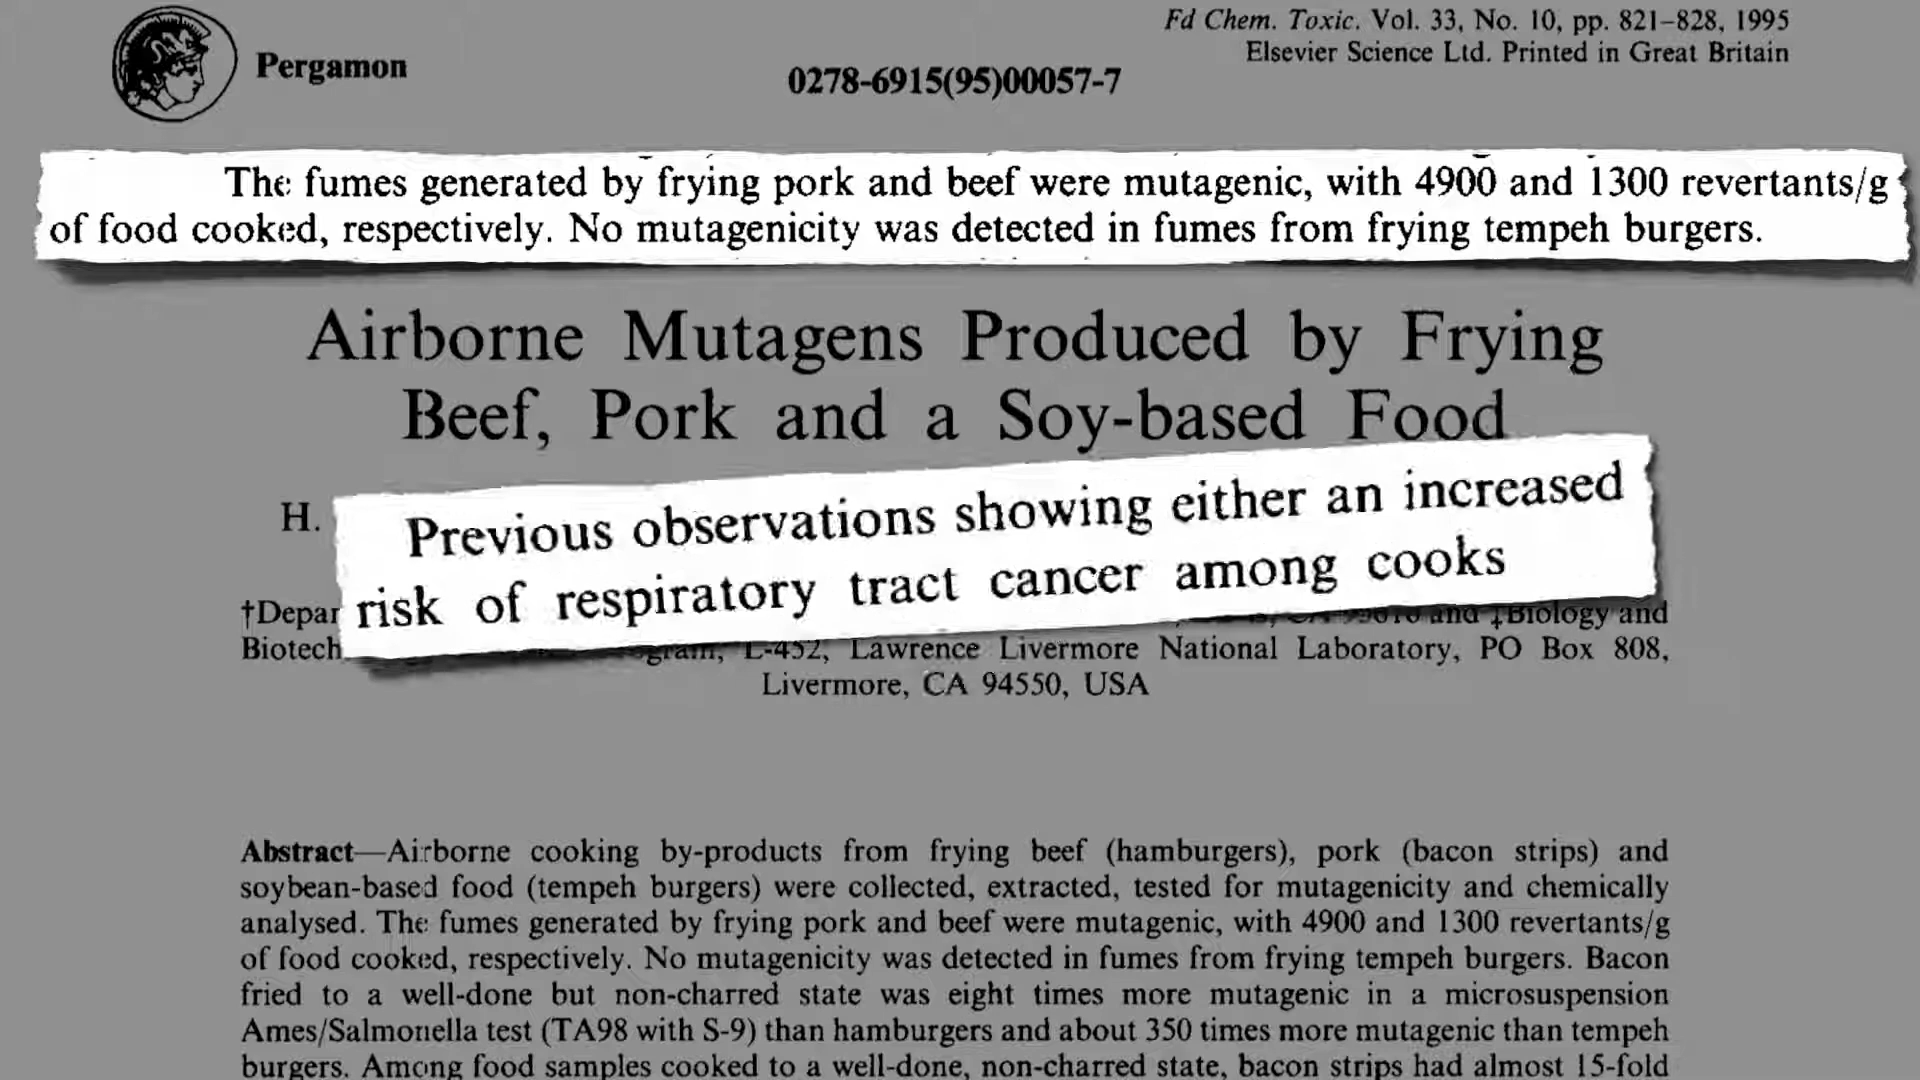 Pergamon
Fd Chem. Toxic. Vol. 33, No. 10, pp. 821–828, 1995
Elsevier Science Ltd. Printed in Great Britain
0278-6915(95)00057-7
The fumes generated by frying pork and beef were mutagenic, with 4900 and 1300 revertants/g
of food cooked, respectively. No mutagenicity was detected in fumes from frying tempeh burgers.
Airborne Mutagens Produced by Frying
Beef, Pork and a Soy-based Food
H.
Previous observations showing either an increased
risk of respiratory tract cancer among cooks
†Depar and ‡Biology and
Biotech L-452, Lawrence Livermore National Laboratory, PO Box 808,
Livermore, CA 94550, USA
Abstract—Airborne cooking by-products from frying beef (hamburgers), pork (bacon strips) and
soybean-based food (tempeh burgers) were collected, extracted, tested for mutagenicity and chemically
analysed. The fumes generated by frying pork and beef were mutagenic, with 4900 and 1300 revertants/g
of food cooked, respectively. No mutagenicity was detected in fumes from frying tempeh burgers. Bacon
fried to a well-done but non-charred state was eight times more mutagenic in a microsuspension
Ames/Salmonella test (TA98 with S-9) than hamburgers and about 350 times more mutagenic than tempeh
burgers. Among food samples cooked to a well-done, non-charred state, bacon strips had almost 15-fold